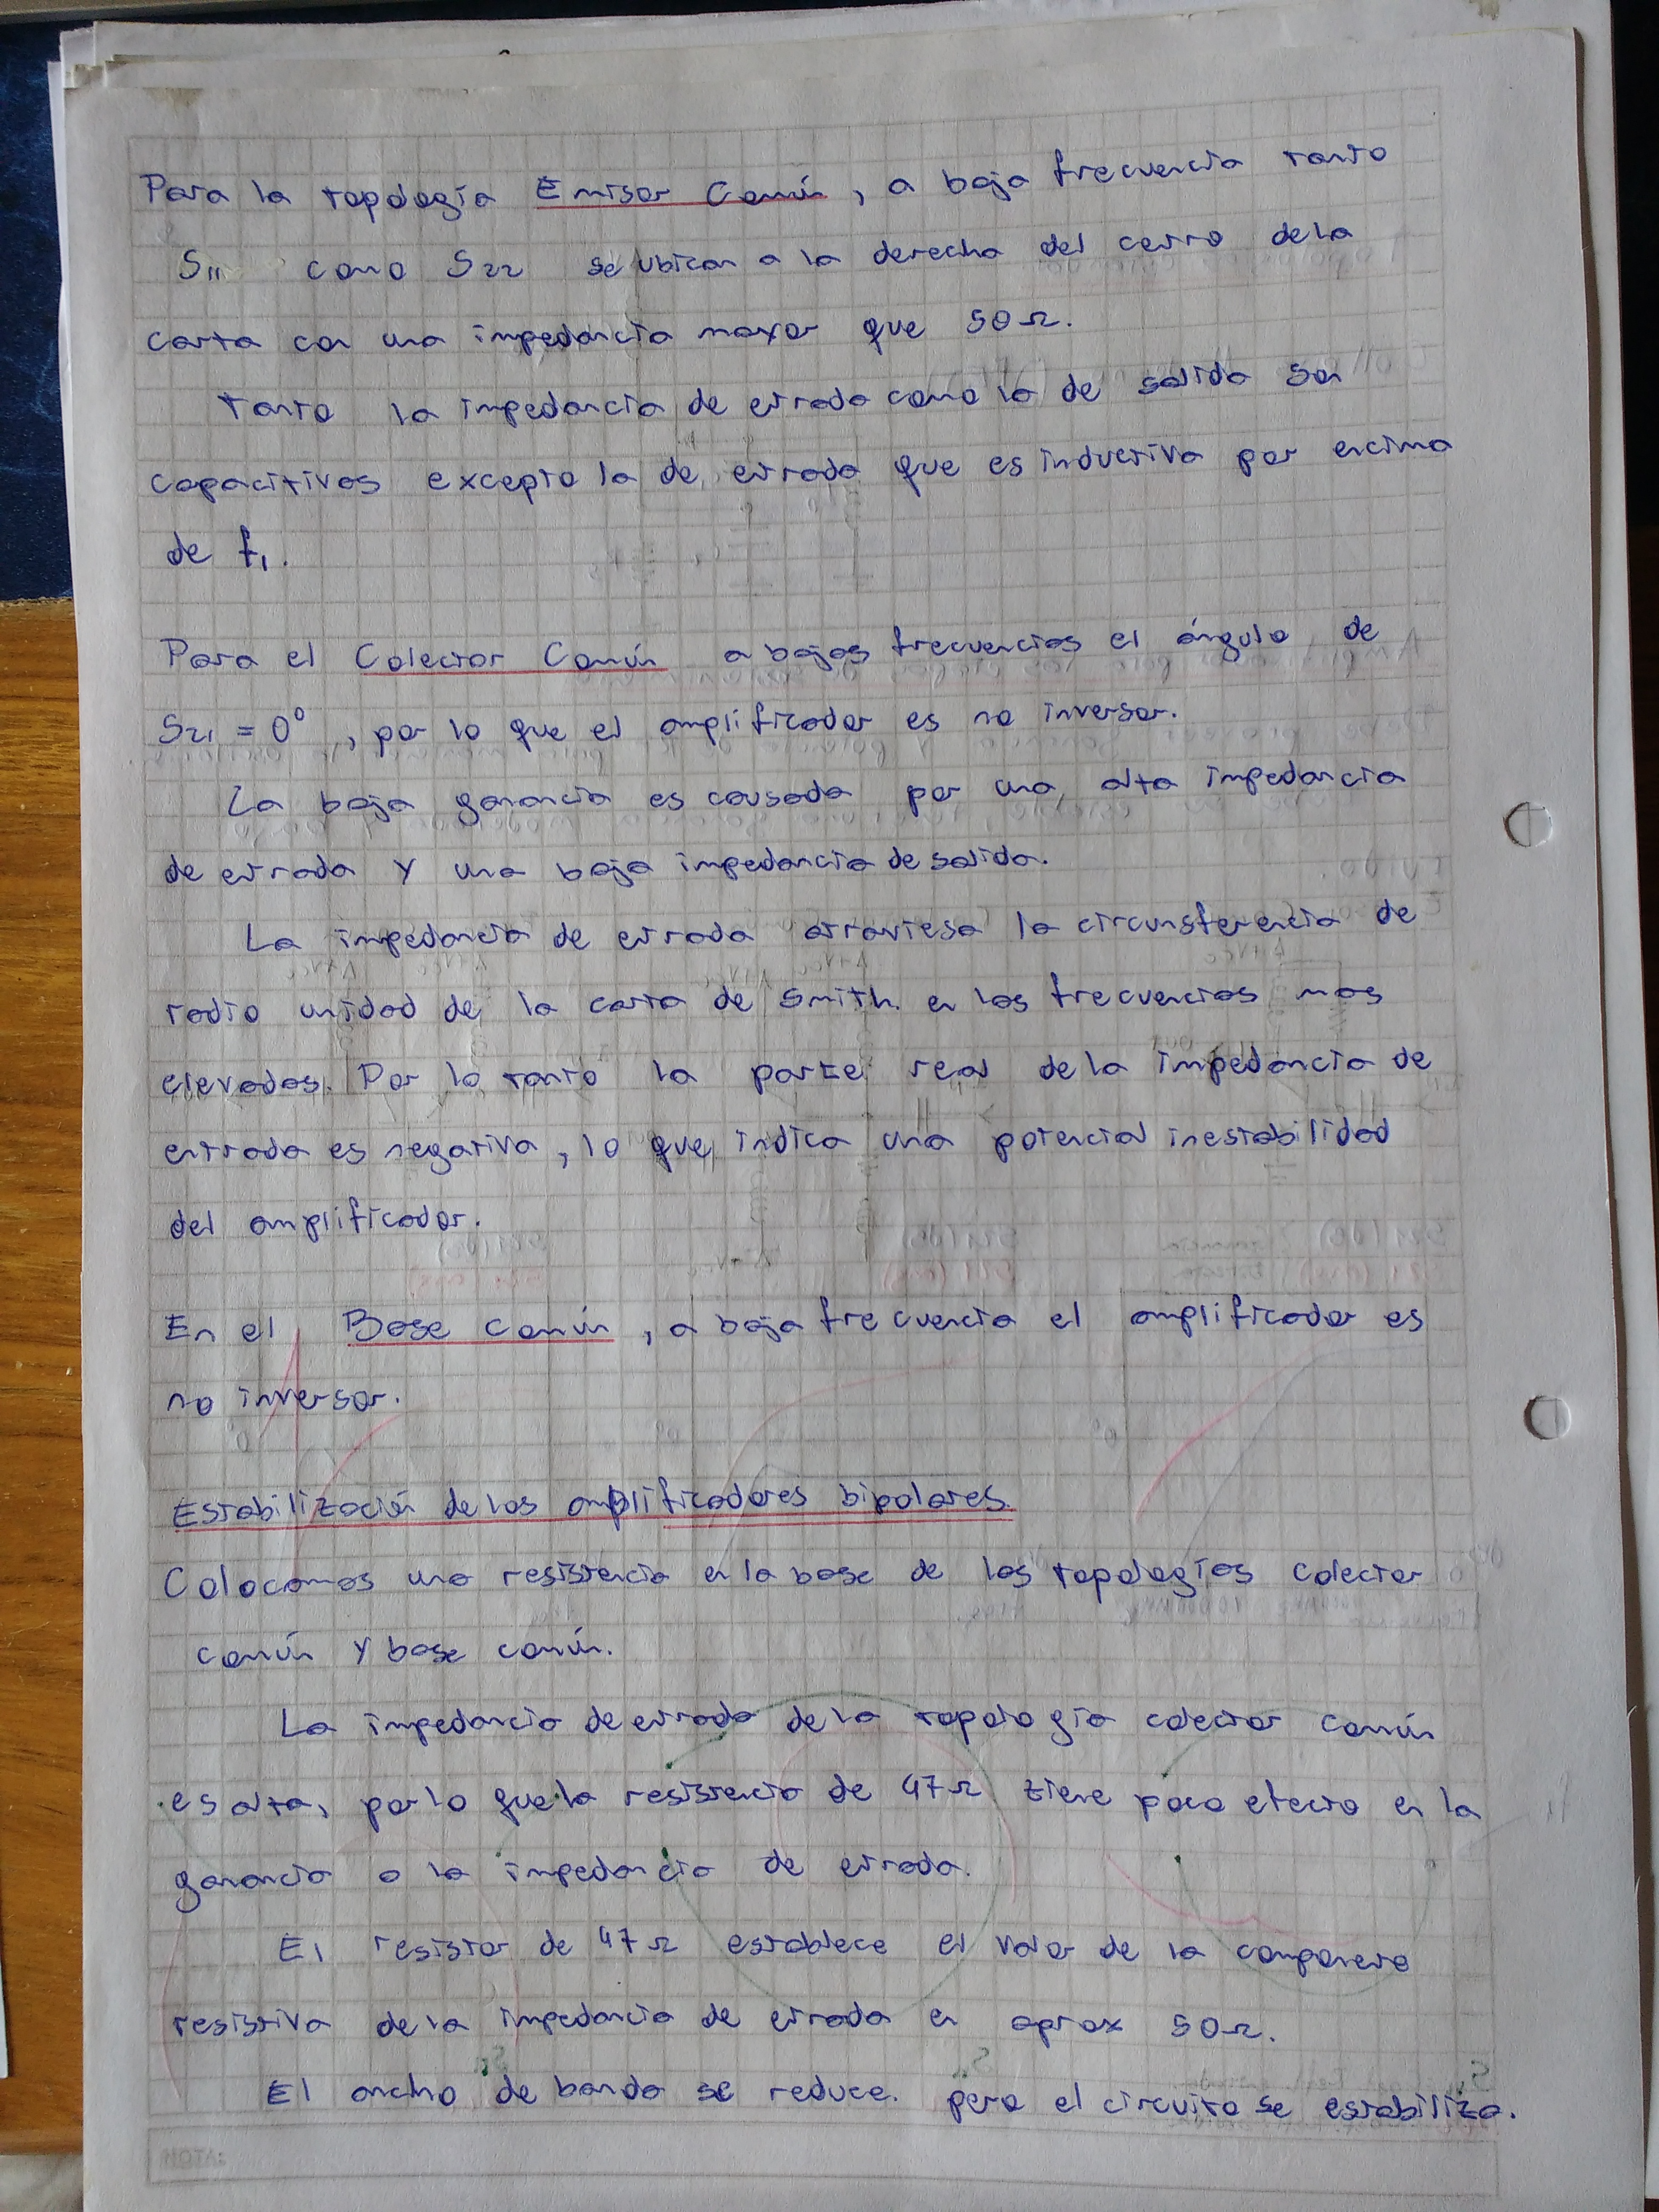 Para la topología Emisor Común, a baja frecuencia tanto
S11 como S22 se ubican a la derecha del centro de la
carta con una impedancia mayor que 50Ω.
Tanto la impedancia de entrada como la de salida son
capacitivas excepto la de entrada que es inductiva por encima
de f1.
Para el Colector Común a bajas frecuencias el ángulo de
S21 = 0°, por lo que el amplificador es no inversor.
La baja ganancia es causada por una alta impedancia
de entrada y una baja impedancia de salida.
La impedancia de entrada atraviesa la circunsferencia de
radio unidad de la carta de Smith. en las frecuencias mas
elevadas. Por lo tanto la parte real de la impedancia de
entrada es negativa, lo que indica una potencial inestabilidad
del amplificador.
En el Base común, a baja frecuencia el amplificador es
no inversor.
Estabilización de los amplificadores bipolares.
Colocamos una resistencia en la base de las topologías colector
común y base común.
La impedancia de entrada de la topología colector común
es alta, por lo que la resistencia de 47Ω tiene poco efecto en la
ganancia o la impedancia de entrada.
El resistor de 47Ω establece el valor de la componente
resistiva de la impedancia de entrada en aprox 50Ω.
El ancho de banda se reduce. pero el circuito se estabiliza.